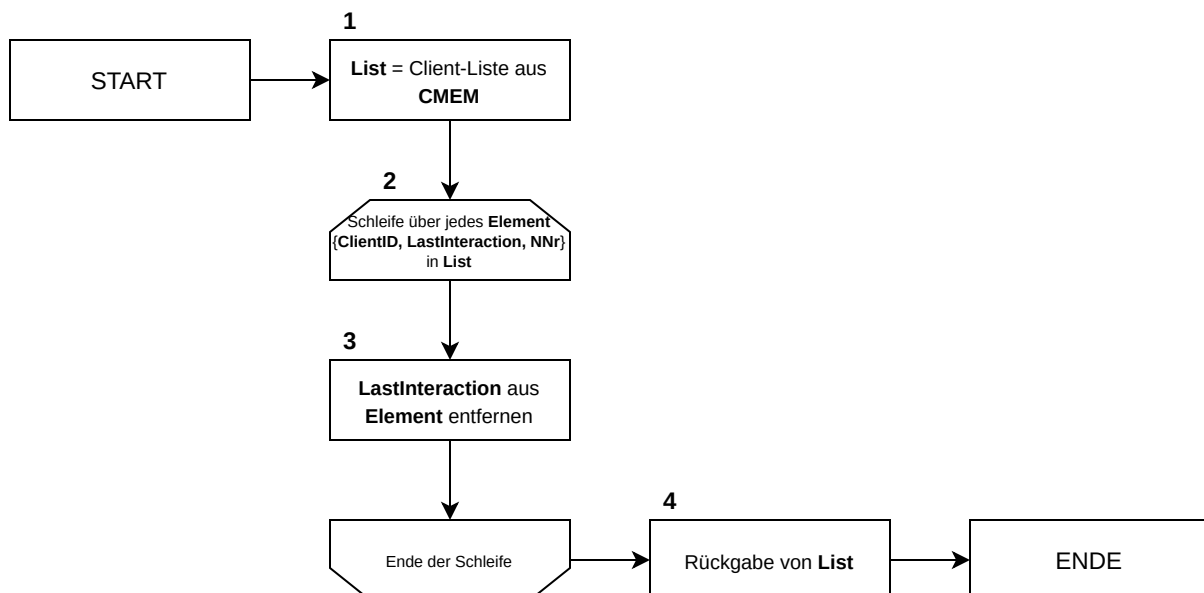 START
1
List = Client-Liste aus
CMEM
2
Schleife über jedes Element
{ClientID, LastInteraction, NNr}
in List
3
LastInteraction aus
Element entfernen
Ende der Schleife
4
Rückgabe von List
ENDE